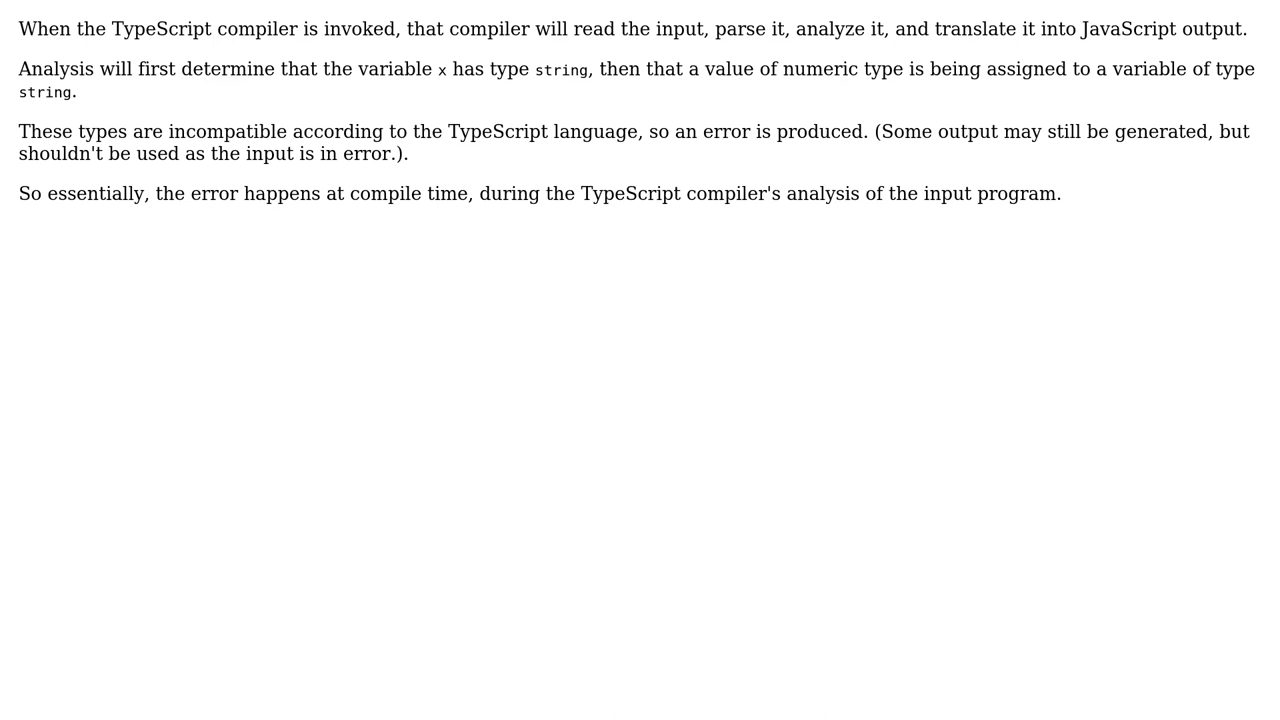 When the TypeScript compiler is invoked, that compiler will read the input, parse it, analyze it, and translate it into JavaScript output.
Analysis will first determine that the variable x has type string, then that a value of numeric type is being assigned to a variable of type
string.
These types are incompatible according to the TypeScript language, so an error is produced. (Some output may still be generated, but
shouldn't be used as the input is in error.).
So essentially, the error happens at compile time, during the TypeScript compiler's analysis of the input program.